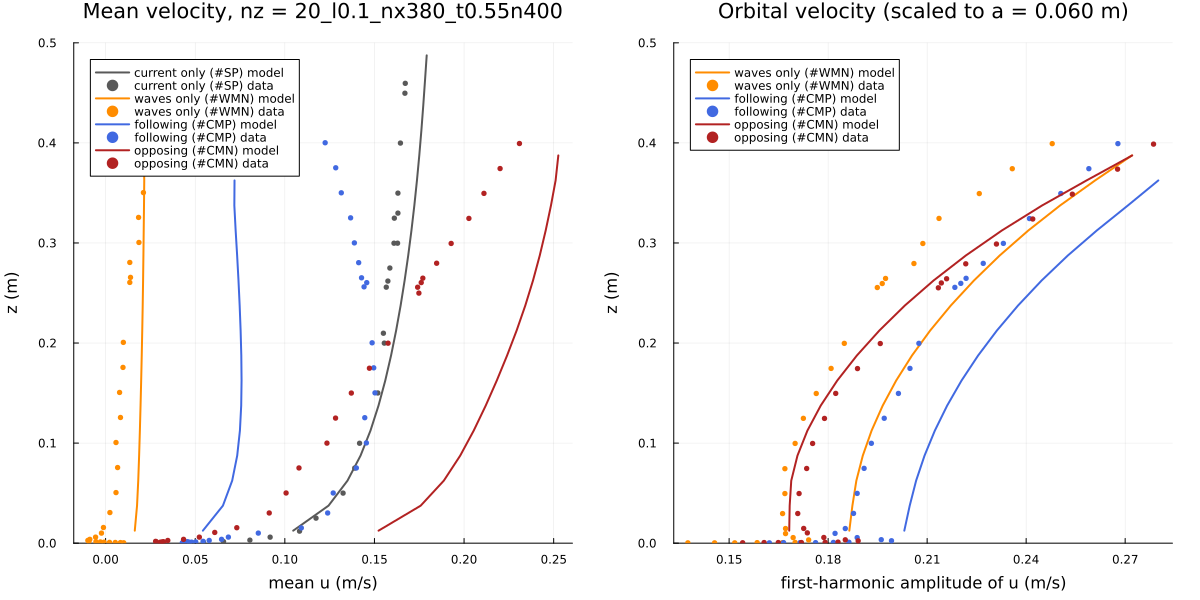 Mean velocity, nz = 20_l0.1_nx380_t0.55n400
0.5
0.4
0.3
0.2
0.1
0.0
z (m)
current only (#SP) model
current only (#SP) data
waves only (#WMN) model
waves only (#WMN) data
following (#CMP) model
following (#CMP) data
opposing (#CMN) model
opposing (#CMN) data
0.00
0.05
0.10
0.15
0.20
0.25
mean u (m/s)
Orbital velocity (scaled to a = 0.060 m)
0.5
0.4
0.3
0.2
0.1
0.0
z (m)
waves only (#WMN) model
waves only (#WMN) data
following (#CMP) model
following (#CMP) data
opposing (#CMN) model
opposing (#CMN) data
0.15
0.18
0.21
0.24
0.27
first-harmonic amplitude of u (m/s)